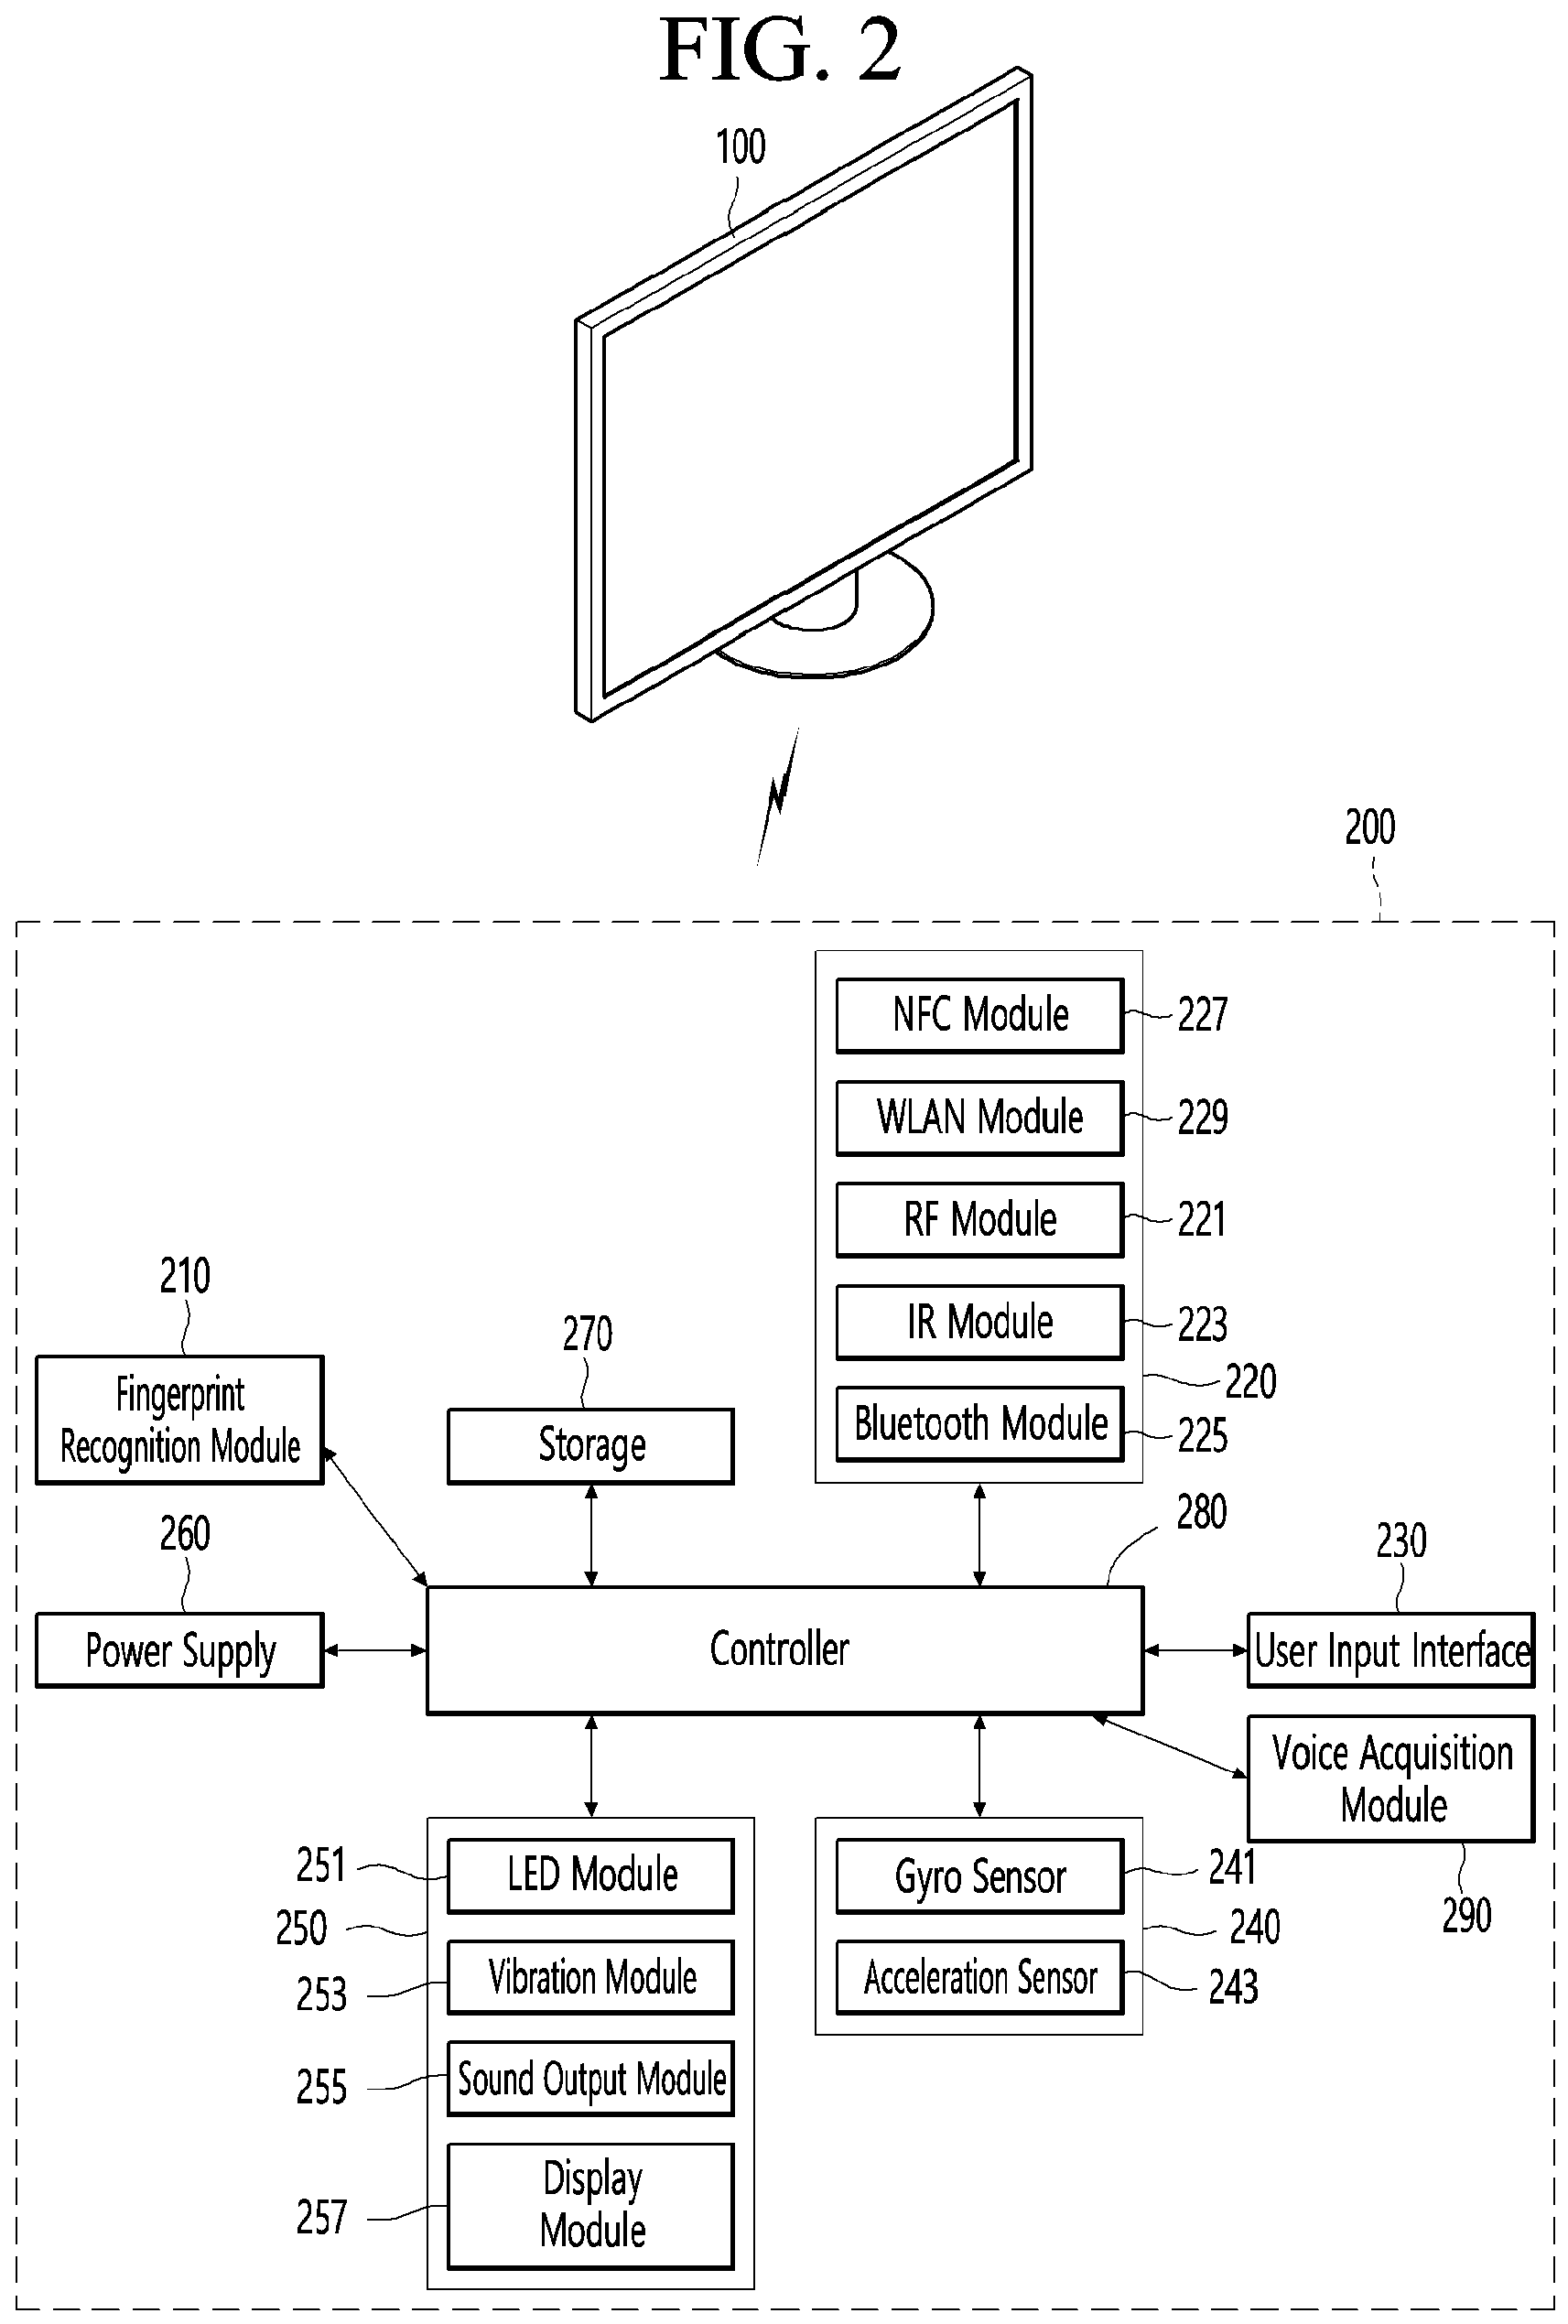 FIG. 2
100
200
NFC Module
227
WLAN Module
229
RF Module
221
IR Module
223
220
Bluetooth Module
225
210
Fingerprint
Recognition Module
270
Storage
280
260
Power Supply
Controller
230
User Input Interface
Voice Acquisition
Module
290
251
LED Module
250
253
Vibration Module
255
Sound Output Module
257
Display
Module
Gyro Sensor
241
240
Acceleration Sensor
243